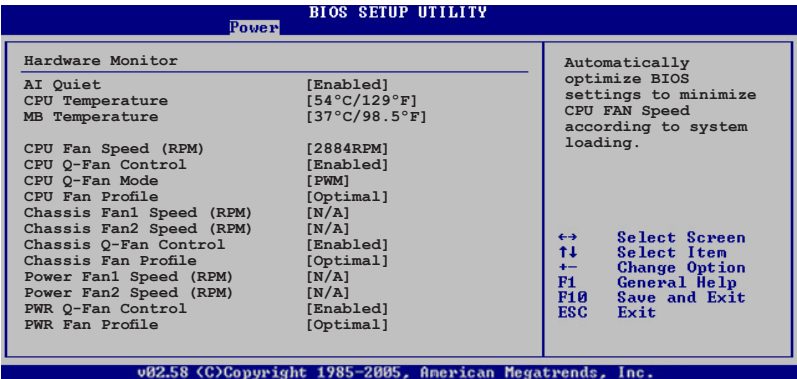 BIOS SETUP UTILITY
Power
Hardware Monitor
AI Quiet [Enabled]
CPU Temperature [54°C/129°F]
MB Temperature [37°C/98.5°F]
CPU Fan Speed (RPM) [2884RPM]
CPU Q-Fan Control [Enabled]
CPU Q-Fan Mode [PWM]
CPU Fan Profile [Optimal]
Chassis Fan1 Speed (RPM) [N/A]
Chassis Fan2 Speed (RPM) [N/A]
Chassis Q-Fan Control [Enabled]
Chassis Fan Profile [Optimal]
Power Fan1 Speed (RPM) [N/A]
Power Fan2 Speed (RPM) [N/A]
PWR Q-Fan Control [Enabled]
PWR Fan Profile [Optimal]
Automatically
optimize BIOS
settings to minimize
CPU FAN Speed
according to system
loading.
←→ Select Screen
↑↓ Select Item
+- Change Option
F1 General Help
F10 Save and Exit
ESC Exit
v02.58 (C)Copyright 1985-2005, American Megatrends, Inc.